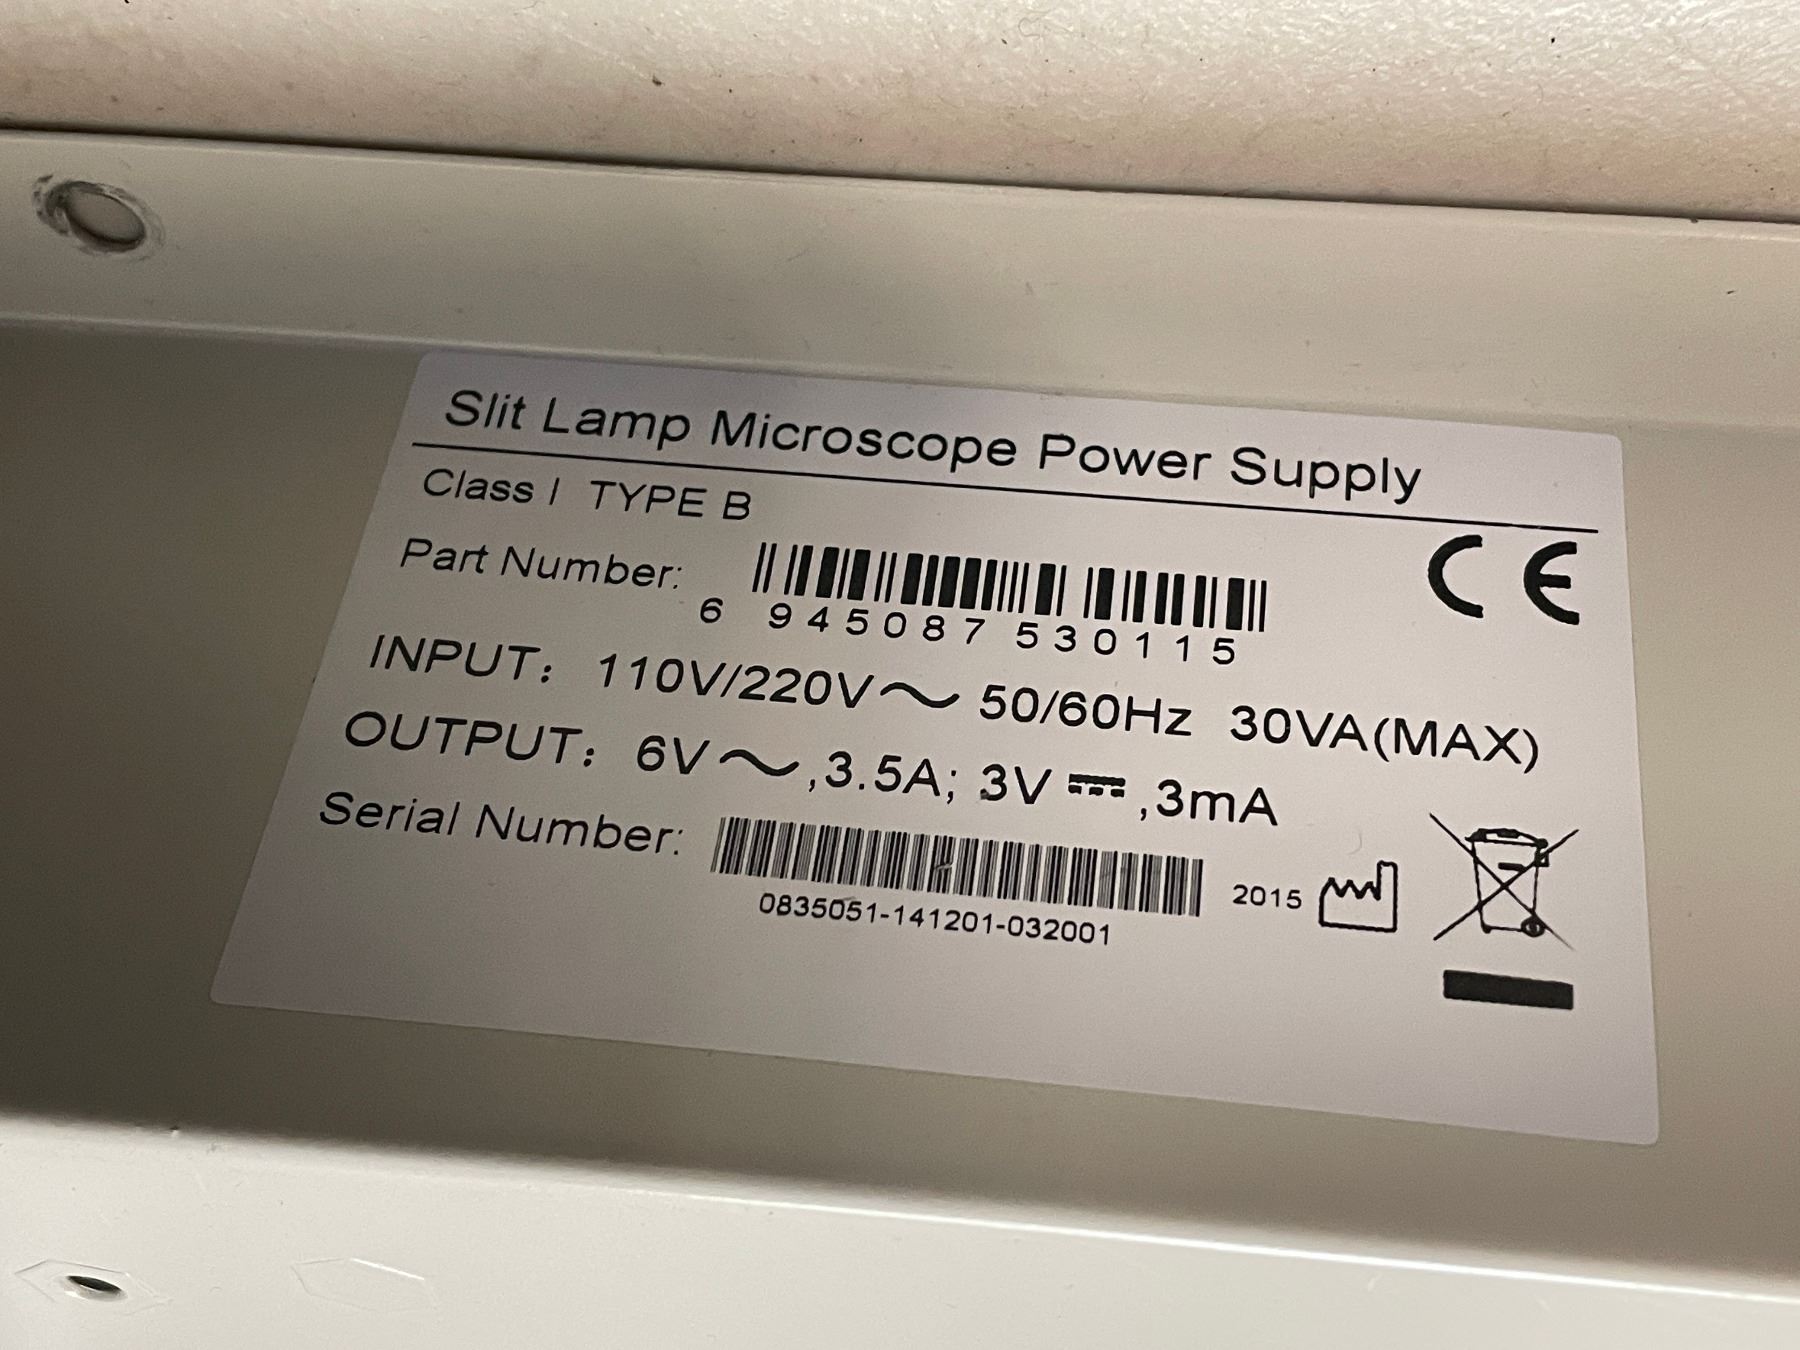 Slit Lamp Microscope Power Supply
Class I TYPE B
CE
Part Number:
6 945087 530115
INPUT: 110V/220V～ 50/60Hz 30VA(MAX)
OUTPUT: 6V～,3.5A; 3V⎓,3mA
Serial Number:
0835051-141201-032001
2015